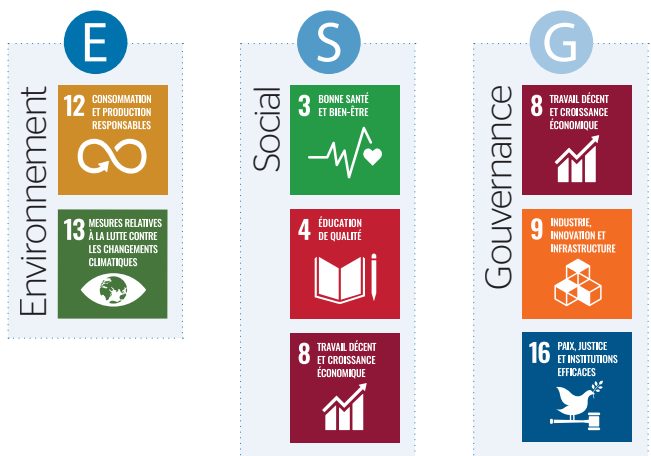 E
Environnement
12 CONSOMMATION
ET PRODUCTION
RESPONSABLES
13 MESURES RELATIVES
À LA LUTTE CONTRE
LES CHANGEMENTS
CLIMATIQUES
S
Social
3 BONNE SANTÉ
ET BIEN-ÊTRE
4 ÉDUCATION
DE QUALITÉ
8 TRAVAIL DÉCENT
ET CROISSANCE
ÉCONOMIQUE
G
Gouvernance
8 TRAVAIL DÉCENT
ET CROISSANCE
ÉCONOMIQUE
9 INDUSTRIE,
INNOVATION ET
INFRASTRUCTURE
16 PAIX, JUSTICE
ET INSTITUTIONS
EFFICACES